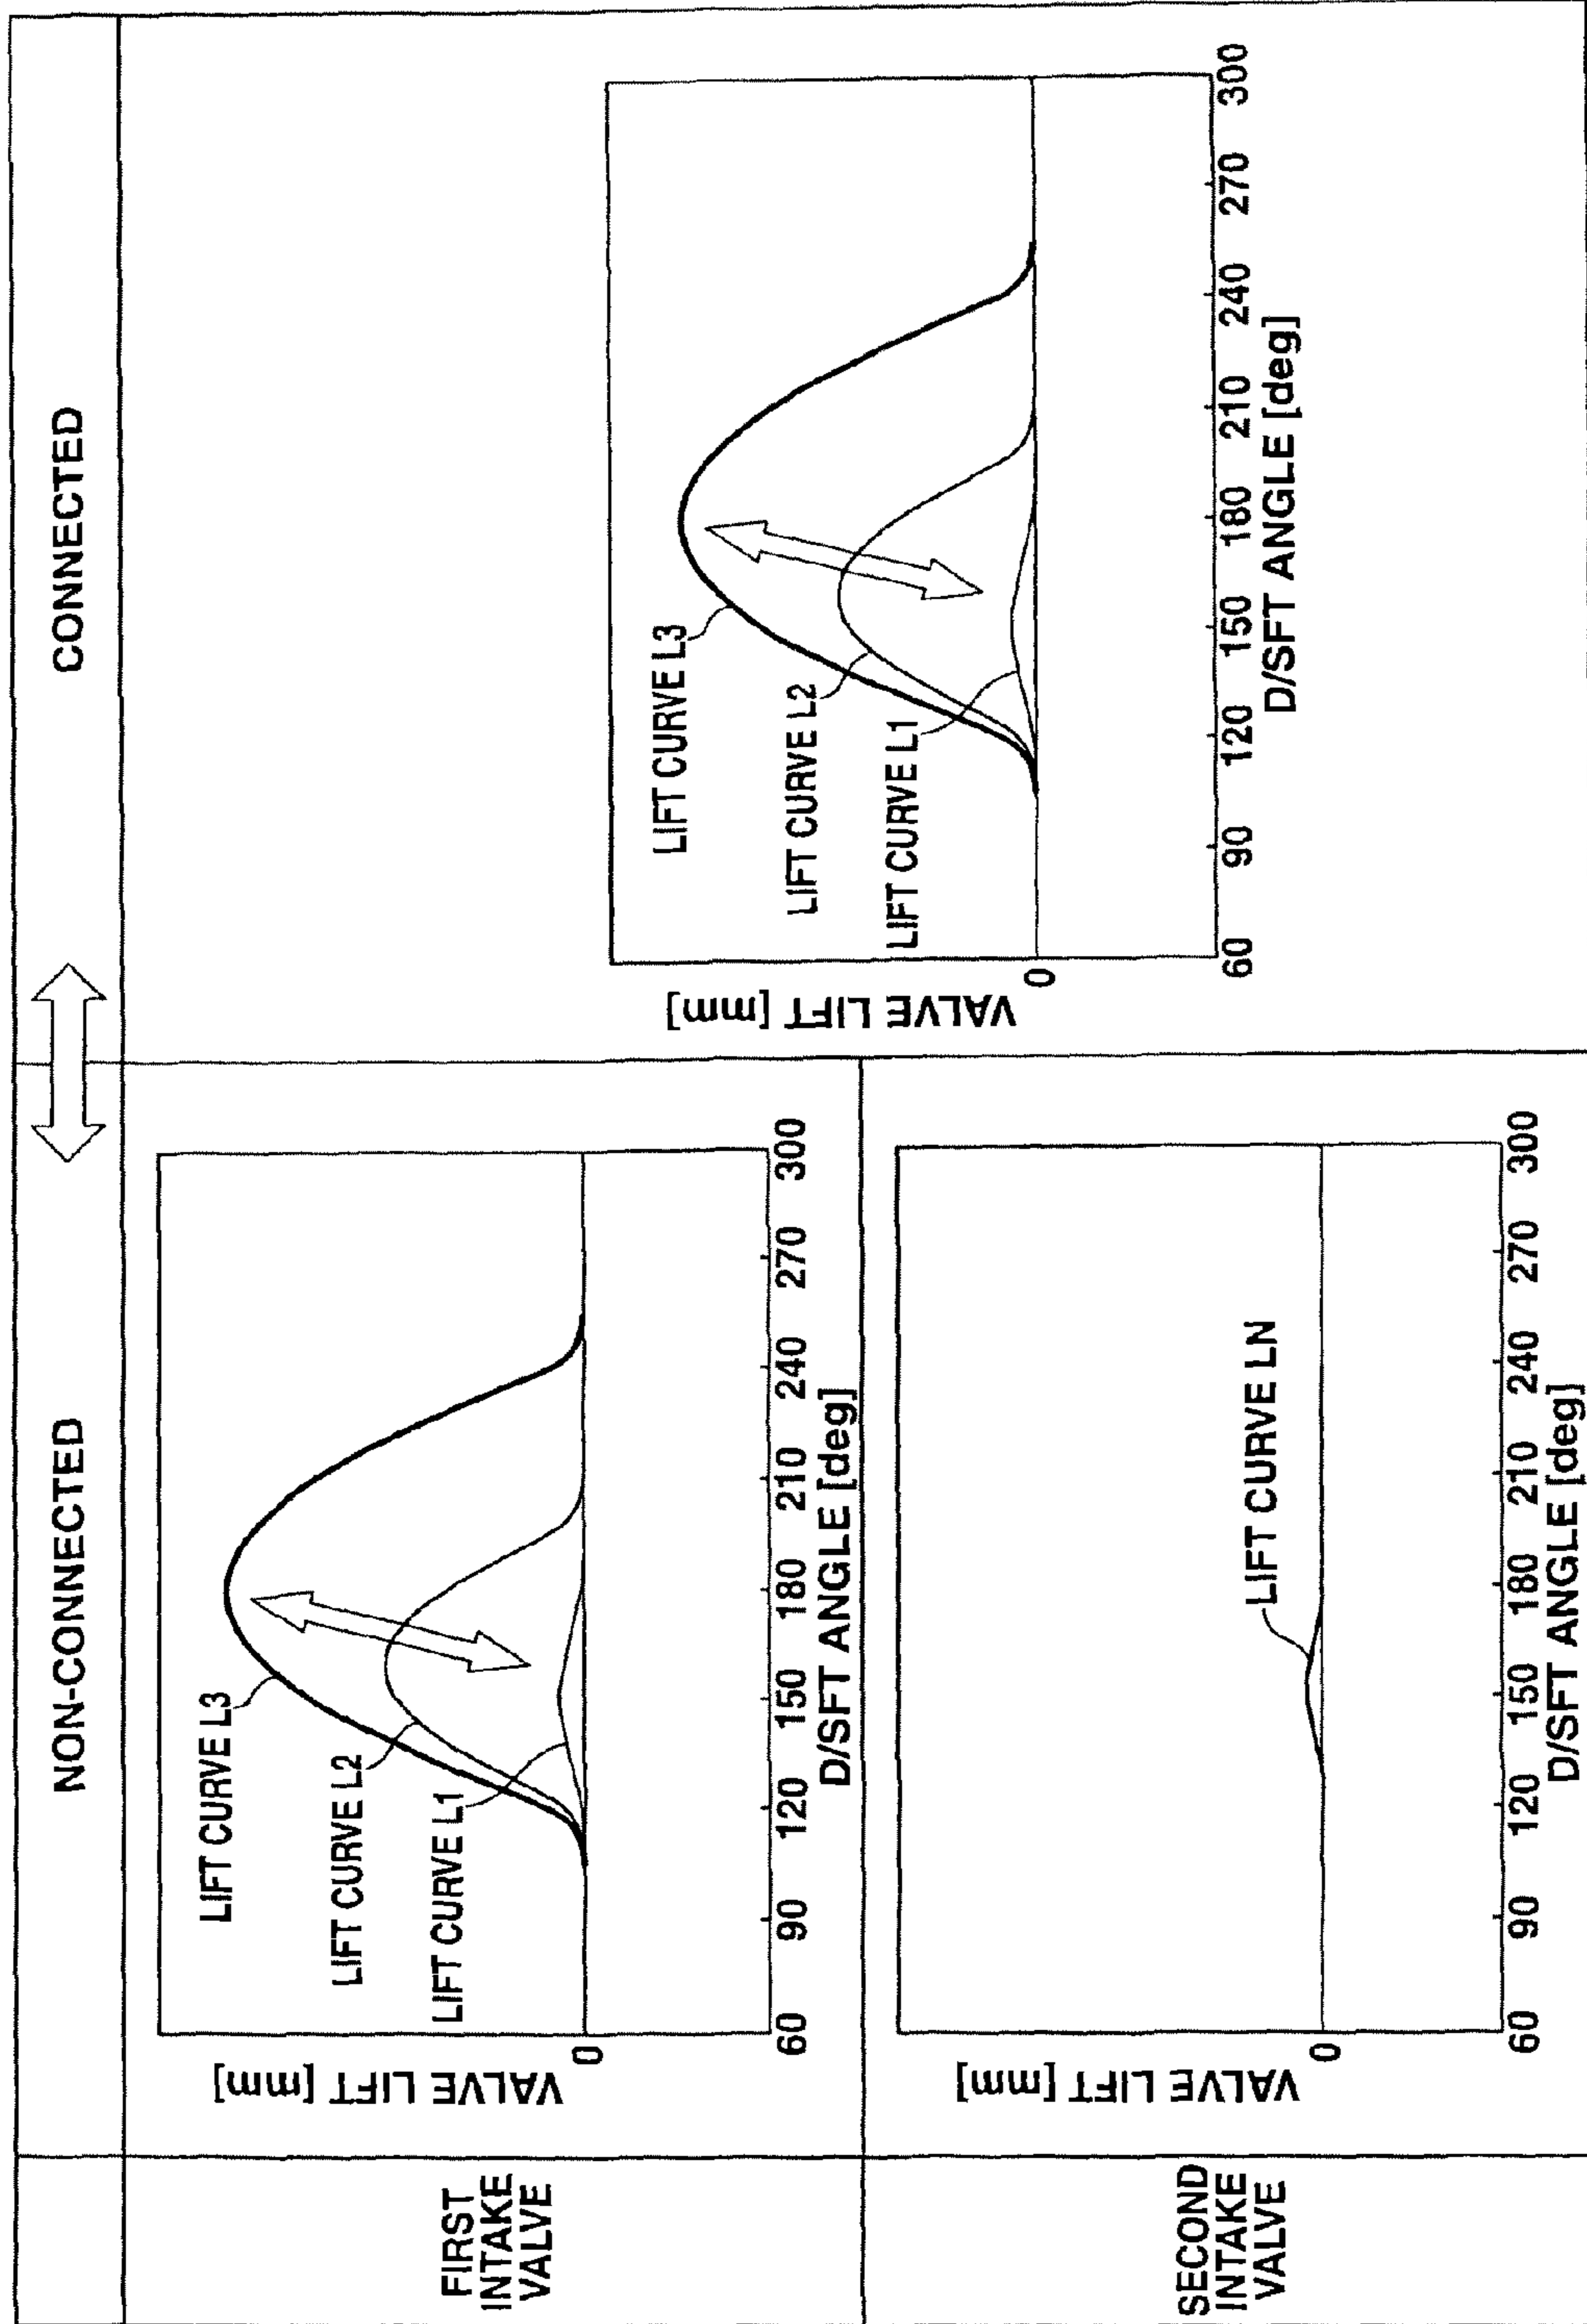 NON-CONNECTED
CONNECTED
FIRST
INTAKE
VALVE
VALVE LIFT [mm]
LIFT CURVE L3
LIFT CURVE L2
LIFT CURVE L1
0
60 90 120 150 180 210 240 270 300
D/SFT ANGLE [deg]
SECOND
INTAKE
VALVE
VALVE LIFT [mm]
LIFT CURVE LN
0
60 90 120 150 180 210 240 270 300
D/SFT ANGLE [deg]
VALVE LIFT [mm]
LIFT CURVE L3
LIFT CURVE L2
LIFT CURVE L1
0
60 90 120 150 180 210 240 270 300
D/SFT ANGLE [deg]